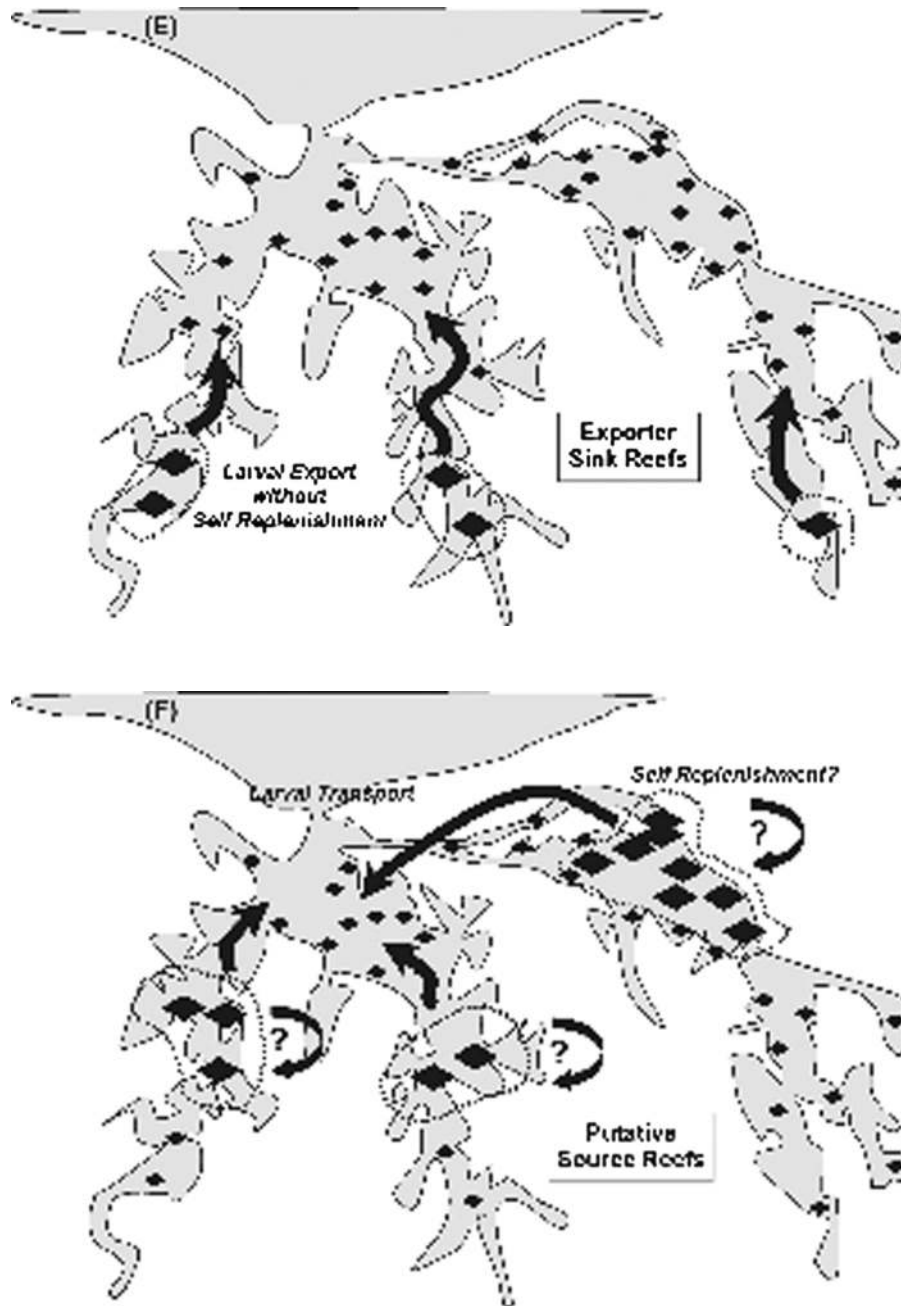 (E)
Exporter
Sink Reefs
Larval Export
without
Self Replenishment
(F)
Self Replenishment?
Larval Transport
?
?
?
Putative
Source Reefs